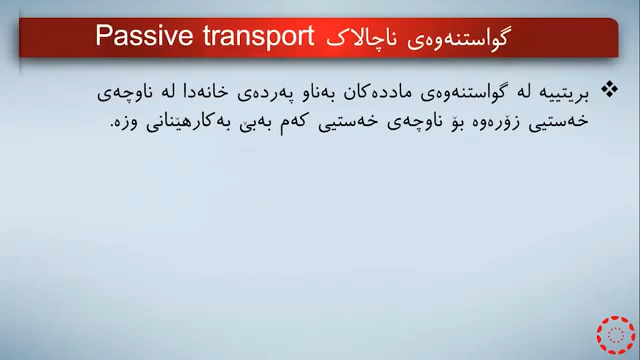 گواستنەوەی ناچالاک Passive transport
❖ بریتییە لە گواستنەوەی ماددەکان بەناو پەردەی خانەدا لە ناوچەی
خەستیی زۆرەوە بۆ ناوچەی خەستیی کەم بەبێ بەکارهێنانی وزە.